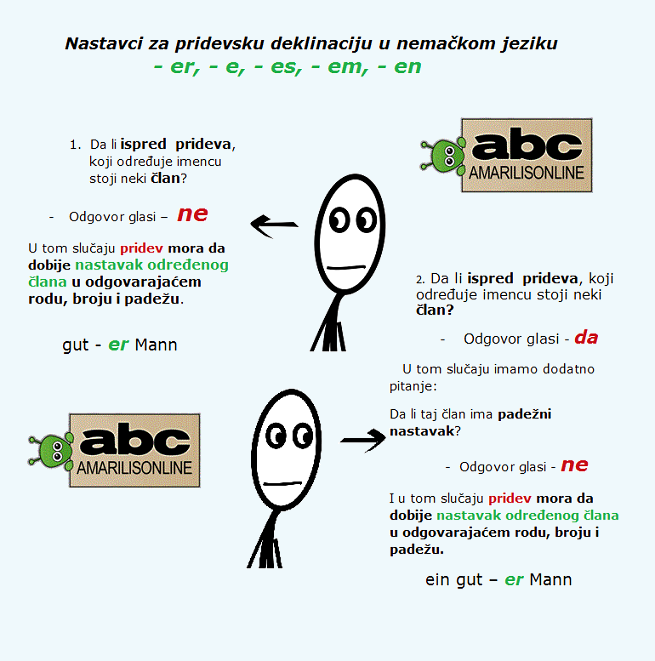 Nastavci za pridevsku deklinaciju u nemačkom jeziku
- er, - e, - es, - em, - en
1. Da li ispred prideva,
koji određuje imencu
stoji neki član?
- Odgovor glasi – ne
U tom slučaju pridev mora da
dobije nastavak određenog
člana u odgovarajaćem
rodu, broju i padežu.
gut - er Mann
abc
AMARILISONLINE
2. Da li ispred prideva, koji
određuje imencu stoji neki
član?
- Odgovor glasi - da
U tom slučaju imamo dodatno
pitanje:
Da li taj član ima padežni
nastavak?
- Odgovor glasi - ne
I u tom slučaju pridev mora da
dobije nastavak određenog člana
u odgovarajaćem rodu, broju i
padežu.
ein gut – er Mann
abc
AMARILISONLINE